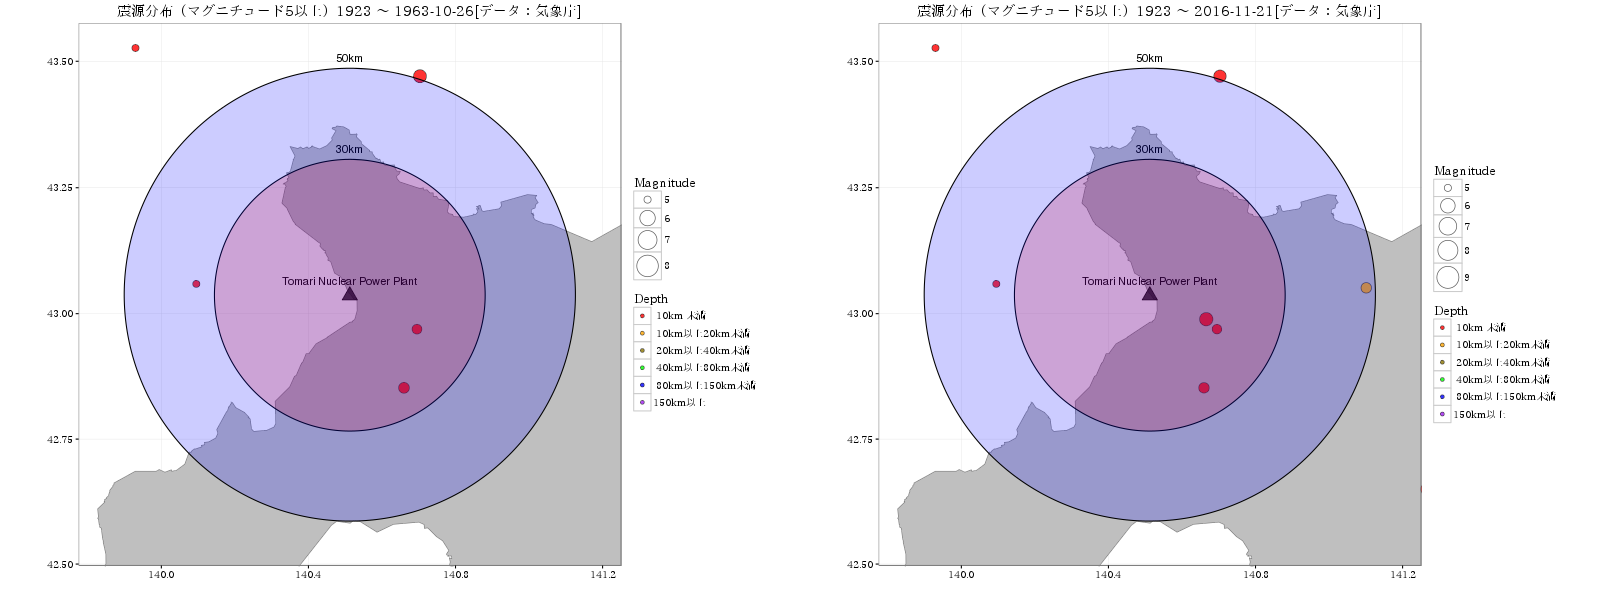 震源分布（マグニチュード5以上）1923 〜 1963-10-26[データ：気象庁]
50km
30km
Tomari Nuclear Power Plant
43.50
43.25
43.00
42.75
42.50
140.0
140.4
140.8
141.2
Magnitude
5
6
7
8
Depth
10km 未満
10km以上20km未満
20km以上40km未満
40km以上80km未満
80km以上150km未満
150km以上
震源分布（マグニチュード5以上）1923 〜 2016-11-21[データ：気象庁]
50km
30km
Tomari Nuclear Power Plant
43.50
43.25
43.00
42.75
42.50
140.0
140.4
140.8
141.2
Magnitude
5
6
7
8
9
Depth
10km 未満
10km以上20km未満
20km以上40km未満
40km以上80km未満
80km以上150km未満
150km以上